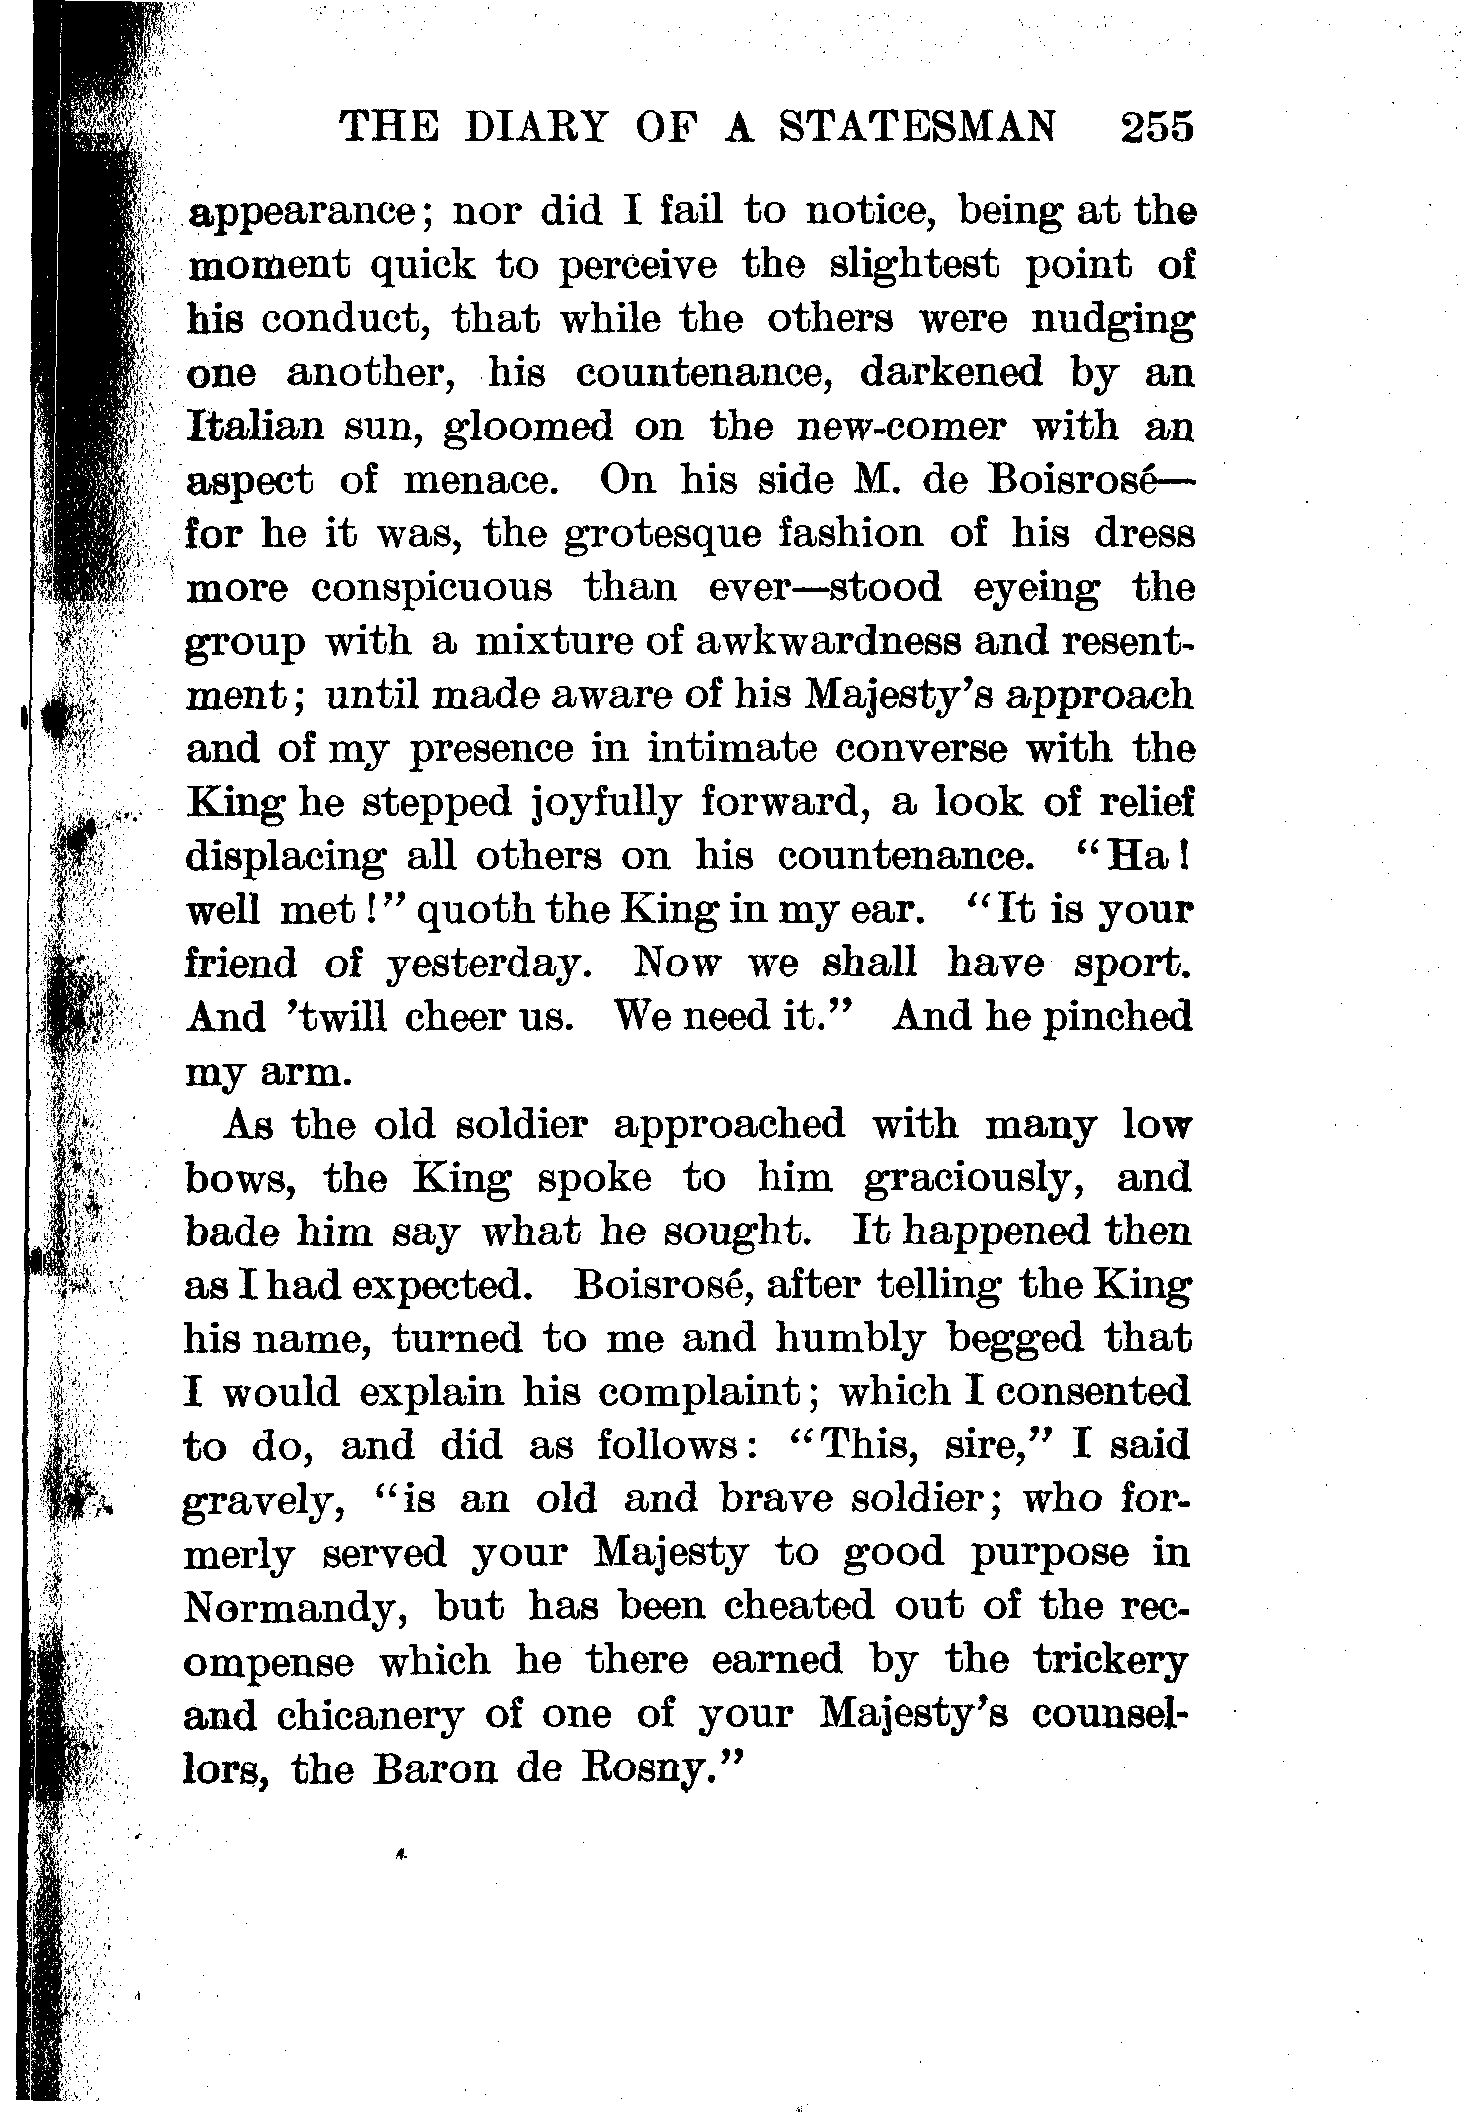 THE DIARY OF A STATESMAN 255
appearance; nor did I fail to notice, being at the
moment quick to perceive the slightest point of
his conduct, that while the others were nudging
one another, his countenance, darkened by an
Italian sun, gloomed on the new-comer with an
aspect of menace. On his side M. de Boisrosé—
for he it was, the grotesque fashion of his dress
more conspicuous than ever—stood eyeing the
group with a mixture of awkwardness and resent-
ment; until made aware of his Majesty's approach
and of my presence in intimate converse with the
King he stepped joyfully forward, a look of relief
displacing all others on his countenance. "Ha!
well met!" quoth the King in my ear. "It is your
friend of yesterday. Now we shall have sport.
And 'twill cheer us. We need it." And he pinched
my arm.
As the old soldier approached with many low
bows, the King spoke to him graciously, and
bade him say what he sought. It happened then
as I had expected. Boisrosé, after telling the King
his name, turned to me and humbly begged that
I would explain his complaint; which I consented
to do, and did as follows: "This, sire," I said
gravely, "is an old and brave soldier; who for-
merly served your Majesty to good purpose in
Normandy, but has been cheated out of the rec-
ompense which he there earned by the trickery
and chicanery of one of your Majesty's counsel-
lors, the Baron de Rosny."